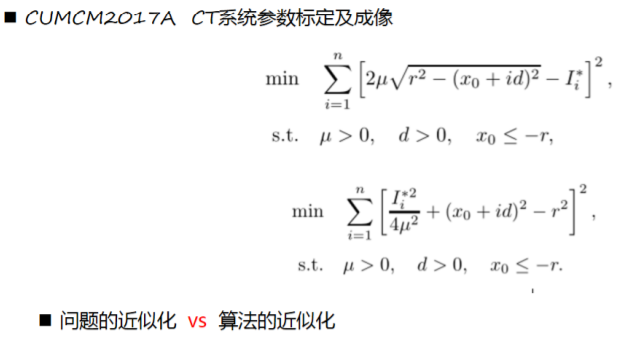 ■ CUMCM2017A CT系统参数标定及成像
min $\sum_{i=1}^{n} \left[ 2\mu\sqrt{r^2 - (x_0 + id)^2} - I_i^* \right]^2,$
s.t. $\mu > 0, \quad d > 0, \quad x_0 \leq -r,$
min $\sum_{i=1}^{n} \left[ \frac{I_i^{*2}}{4\mu^2} + (x_0 + id)^2 - r^2 \right]^2,$
s.t. $\mu > 0, \quad d > 0, \quad x_0 \leq -r.$
■ 问题的近似化 vs 算法的近似化